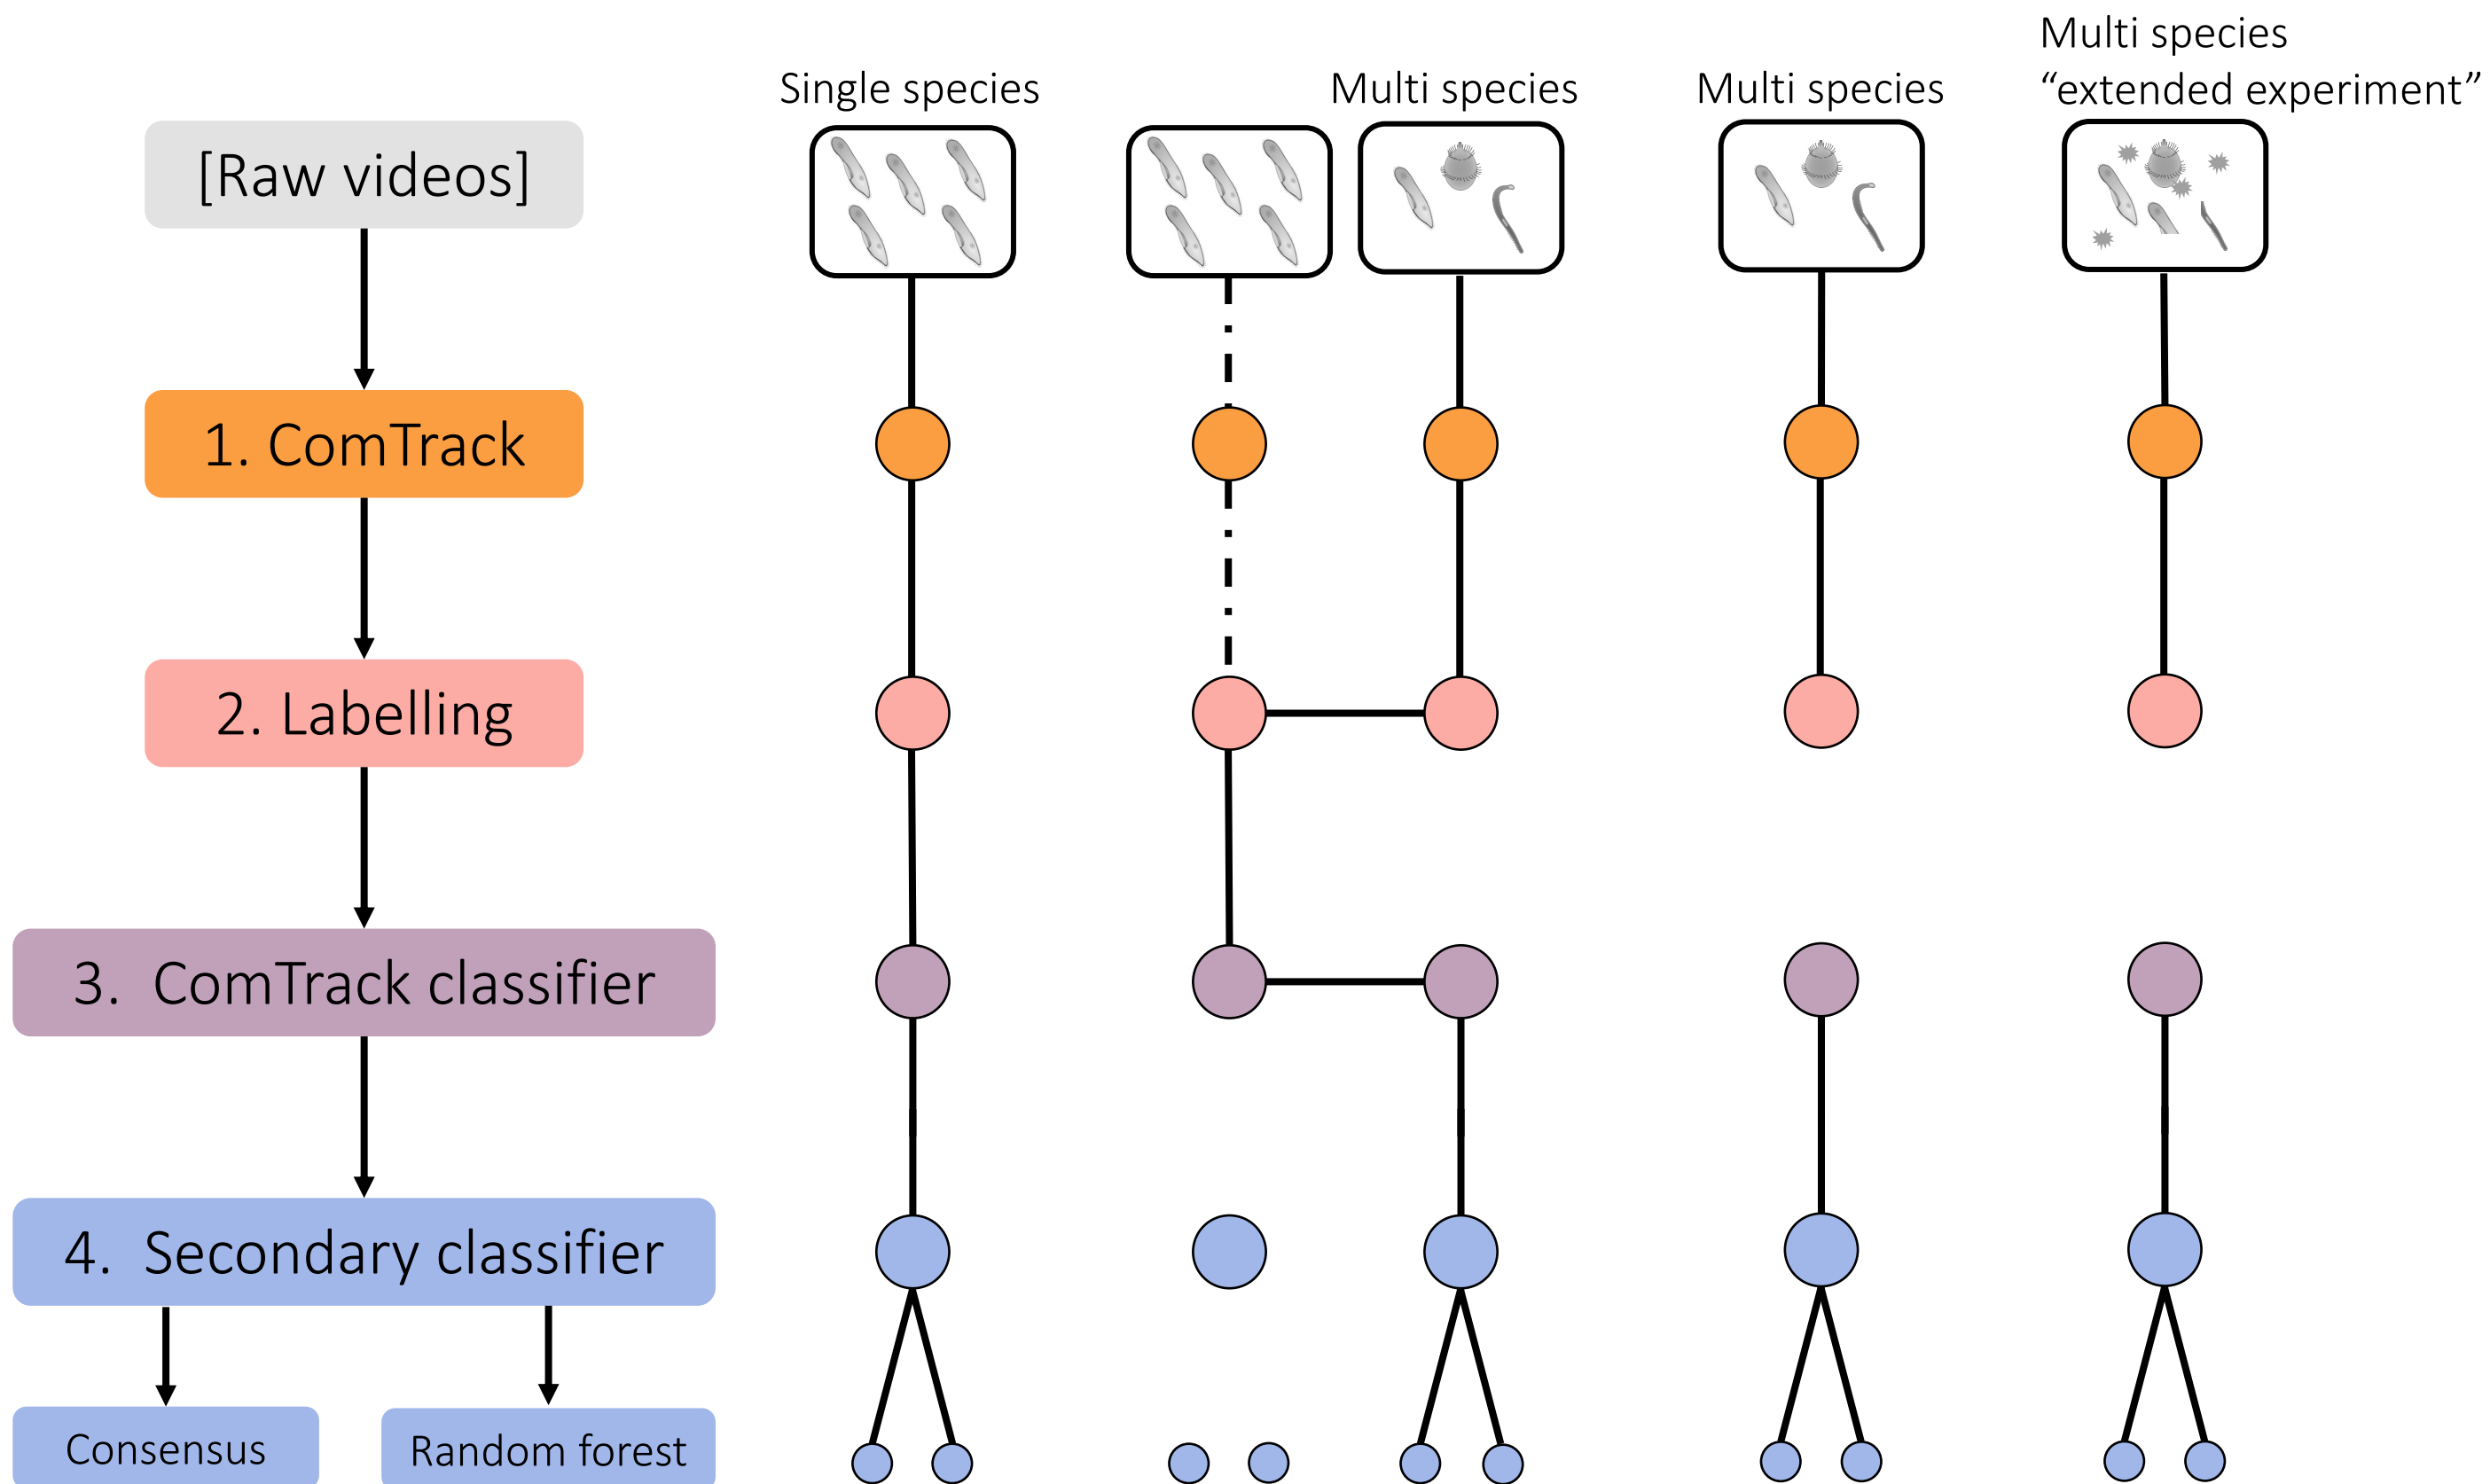 Single species
Multi species
Multi species
Multi species
“extended experiment”
[Raw videos]
1. ComTrack
2. Labelling
3. ComTrack classifier
4. Secondary classifier
Consensus
Random forest